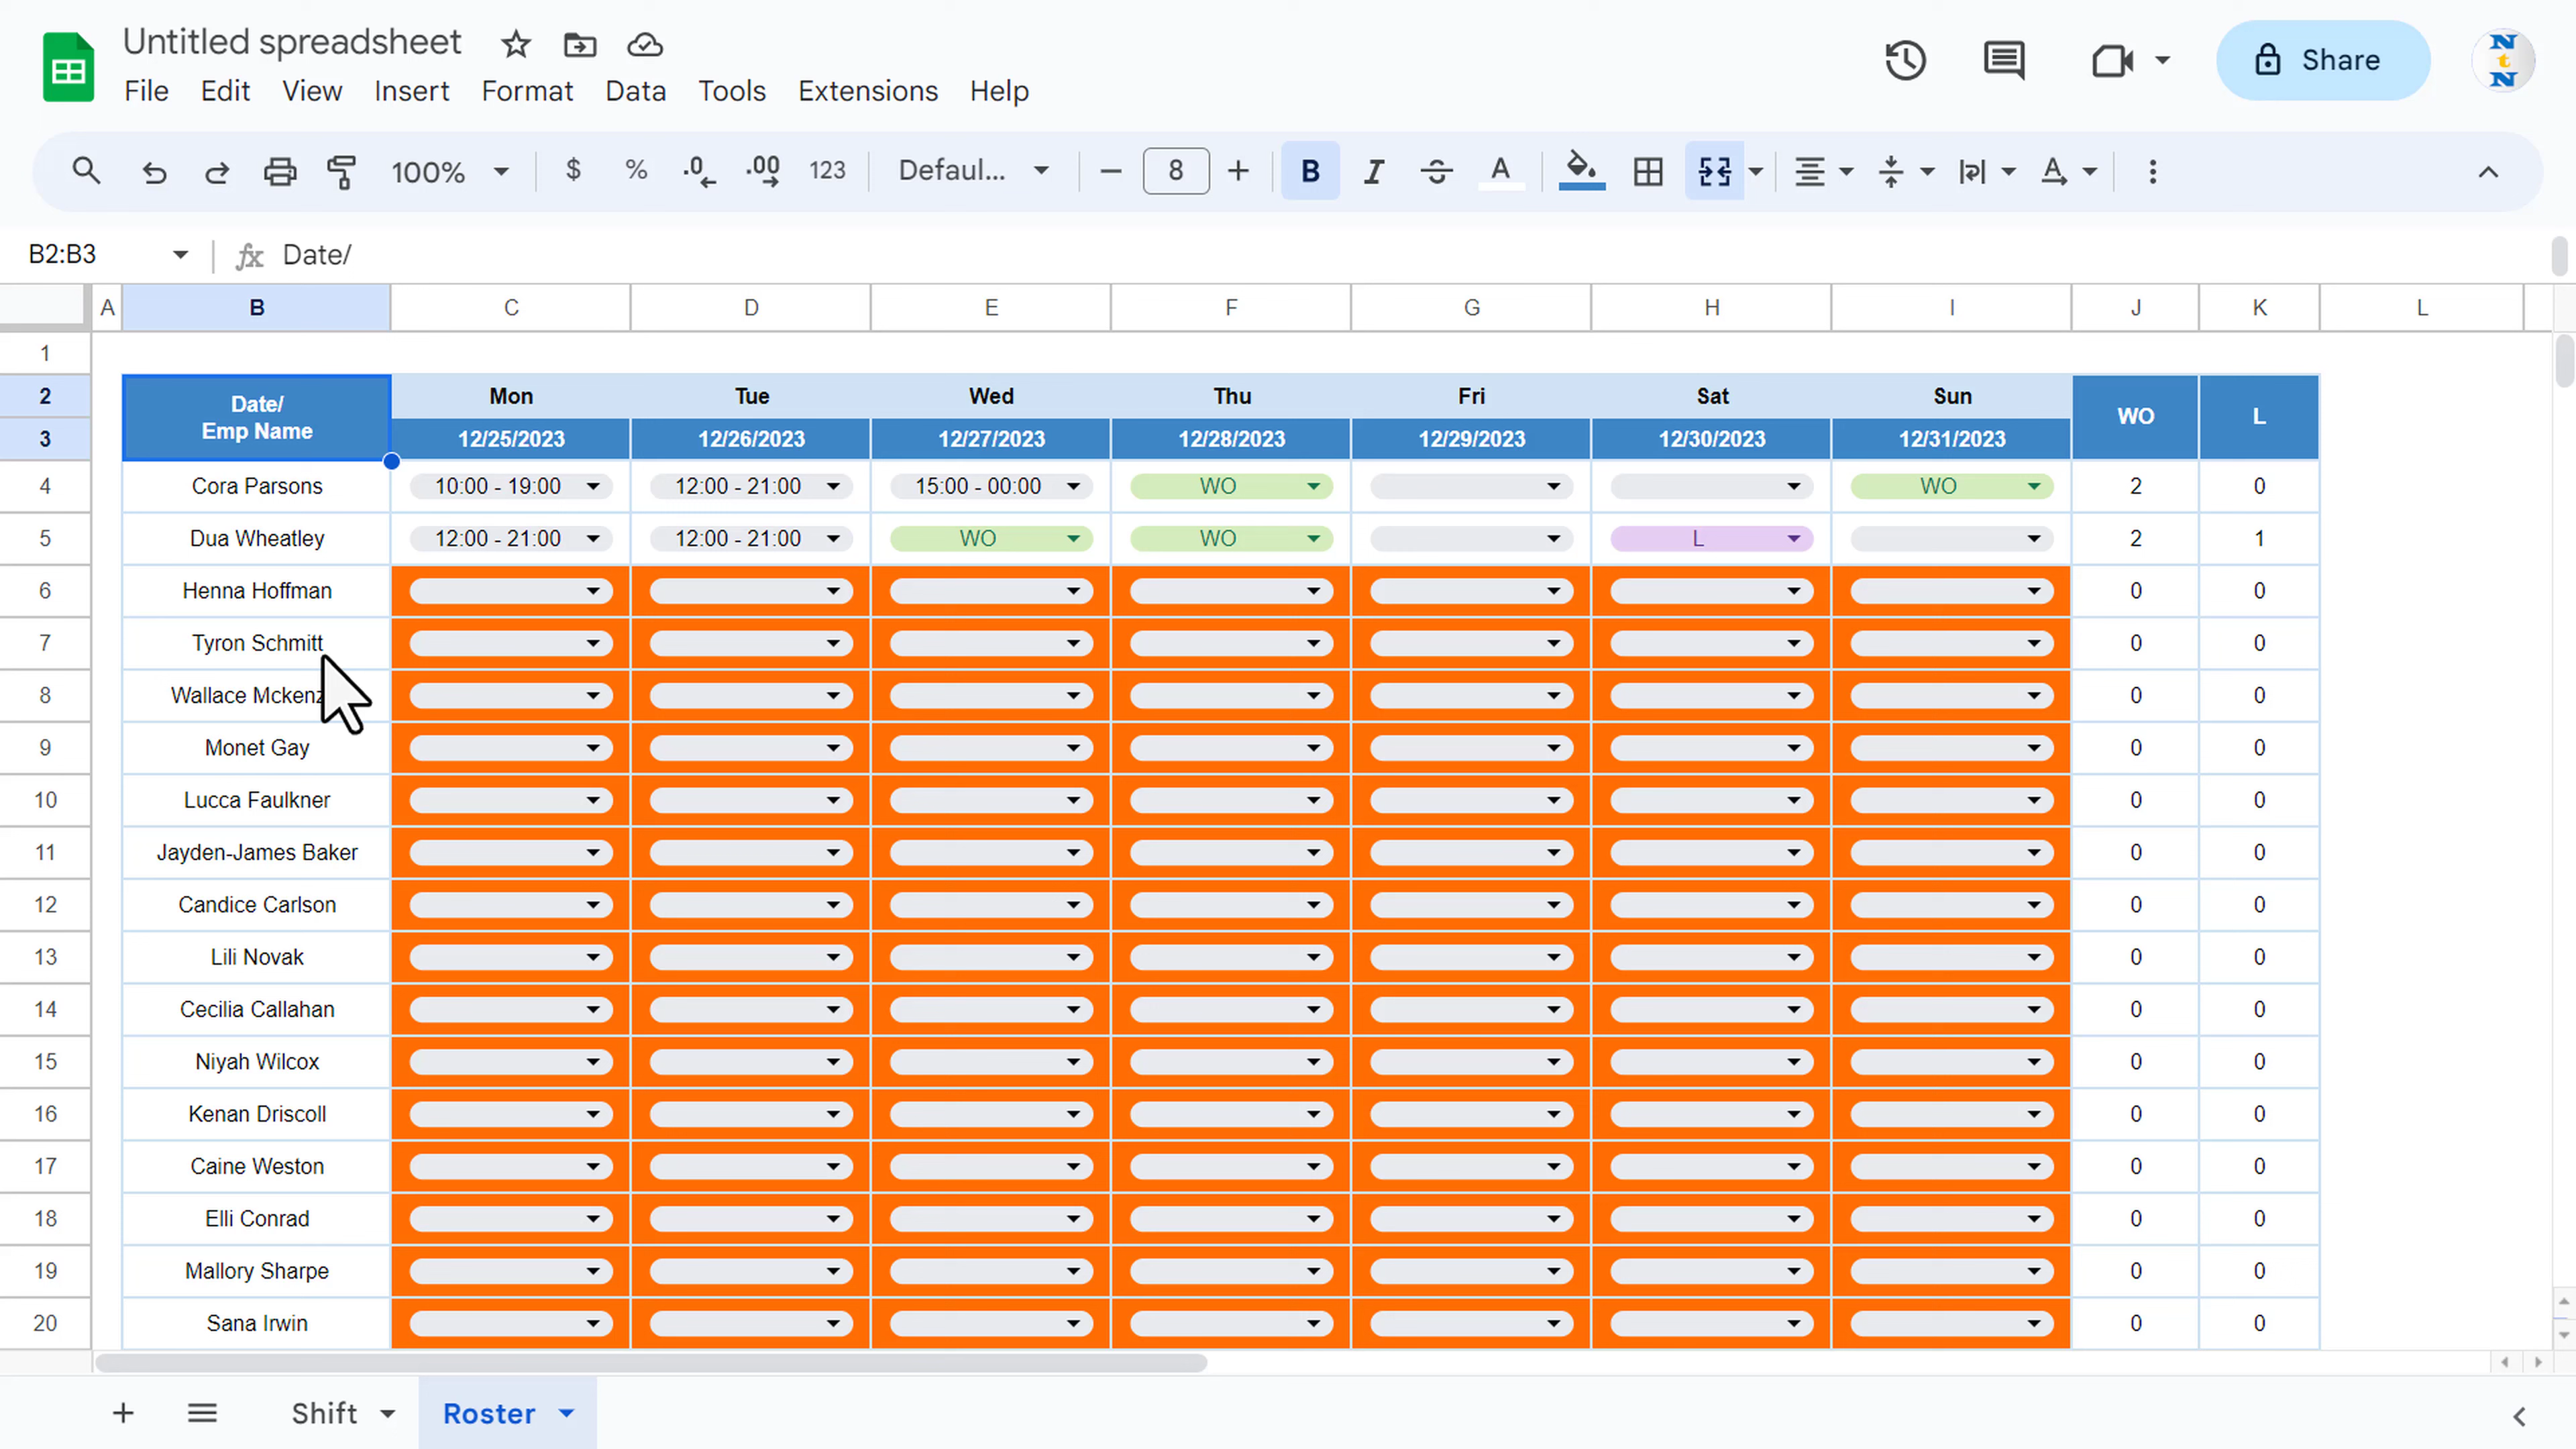 Untitled spreadsheet
File Edit View Insert Format Data Tools Extensions Help
Share
N
t
N
100% $ % .0 .00 123 Defaul... 8 B I A A
B2:B3 fx Date/
A B C D E F G H I J K L
1
2 Date/ Mon Tue Wed Thu Fri Sat Sun WO L
3 Emp Name 12/25/2023 12/26/2023 12/27/2023 12/28/2023 12/29/2023 12/30/2023 12/31/2023
4 Cora Parsons 10:00 - 19:00 12:00 - 21:00 15:00 - 00:00 WO WO 2 0
5 Dua Wheatley 12:00 - 21:00 12:00 - 21:00 WO WO L 2 1
6 Henna Hoffman 0 0
7 Tyron Schmitt 0 0
8 Wallace 0 0
9 Monet Gay 0 0
10 Lucca Faulkner 0 0
11 Jayden-James Baker 0 0
12 Candice Carlson 0 0
13 Lili Novak 0 0
14 Cecilia Callahan 0 0
15 Niyah Wilcox 0 0
16 Kenan Driscoll 0 0
17 Caine Weston 0 0
18 Elli Conrad 0 0
19 Mallory Sharpe 0 0
20 Sana Irwin 0 0
Shift Roster